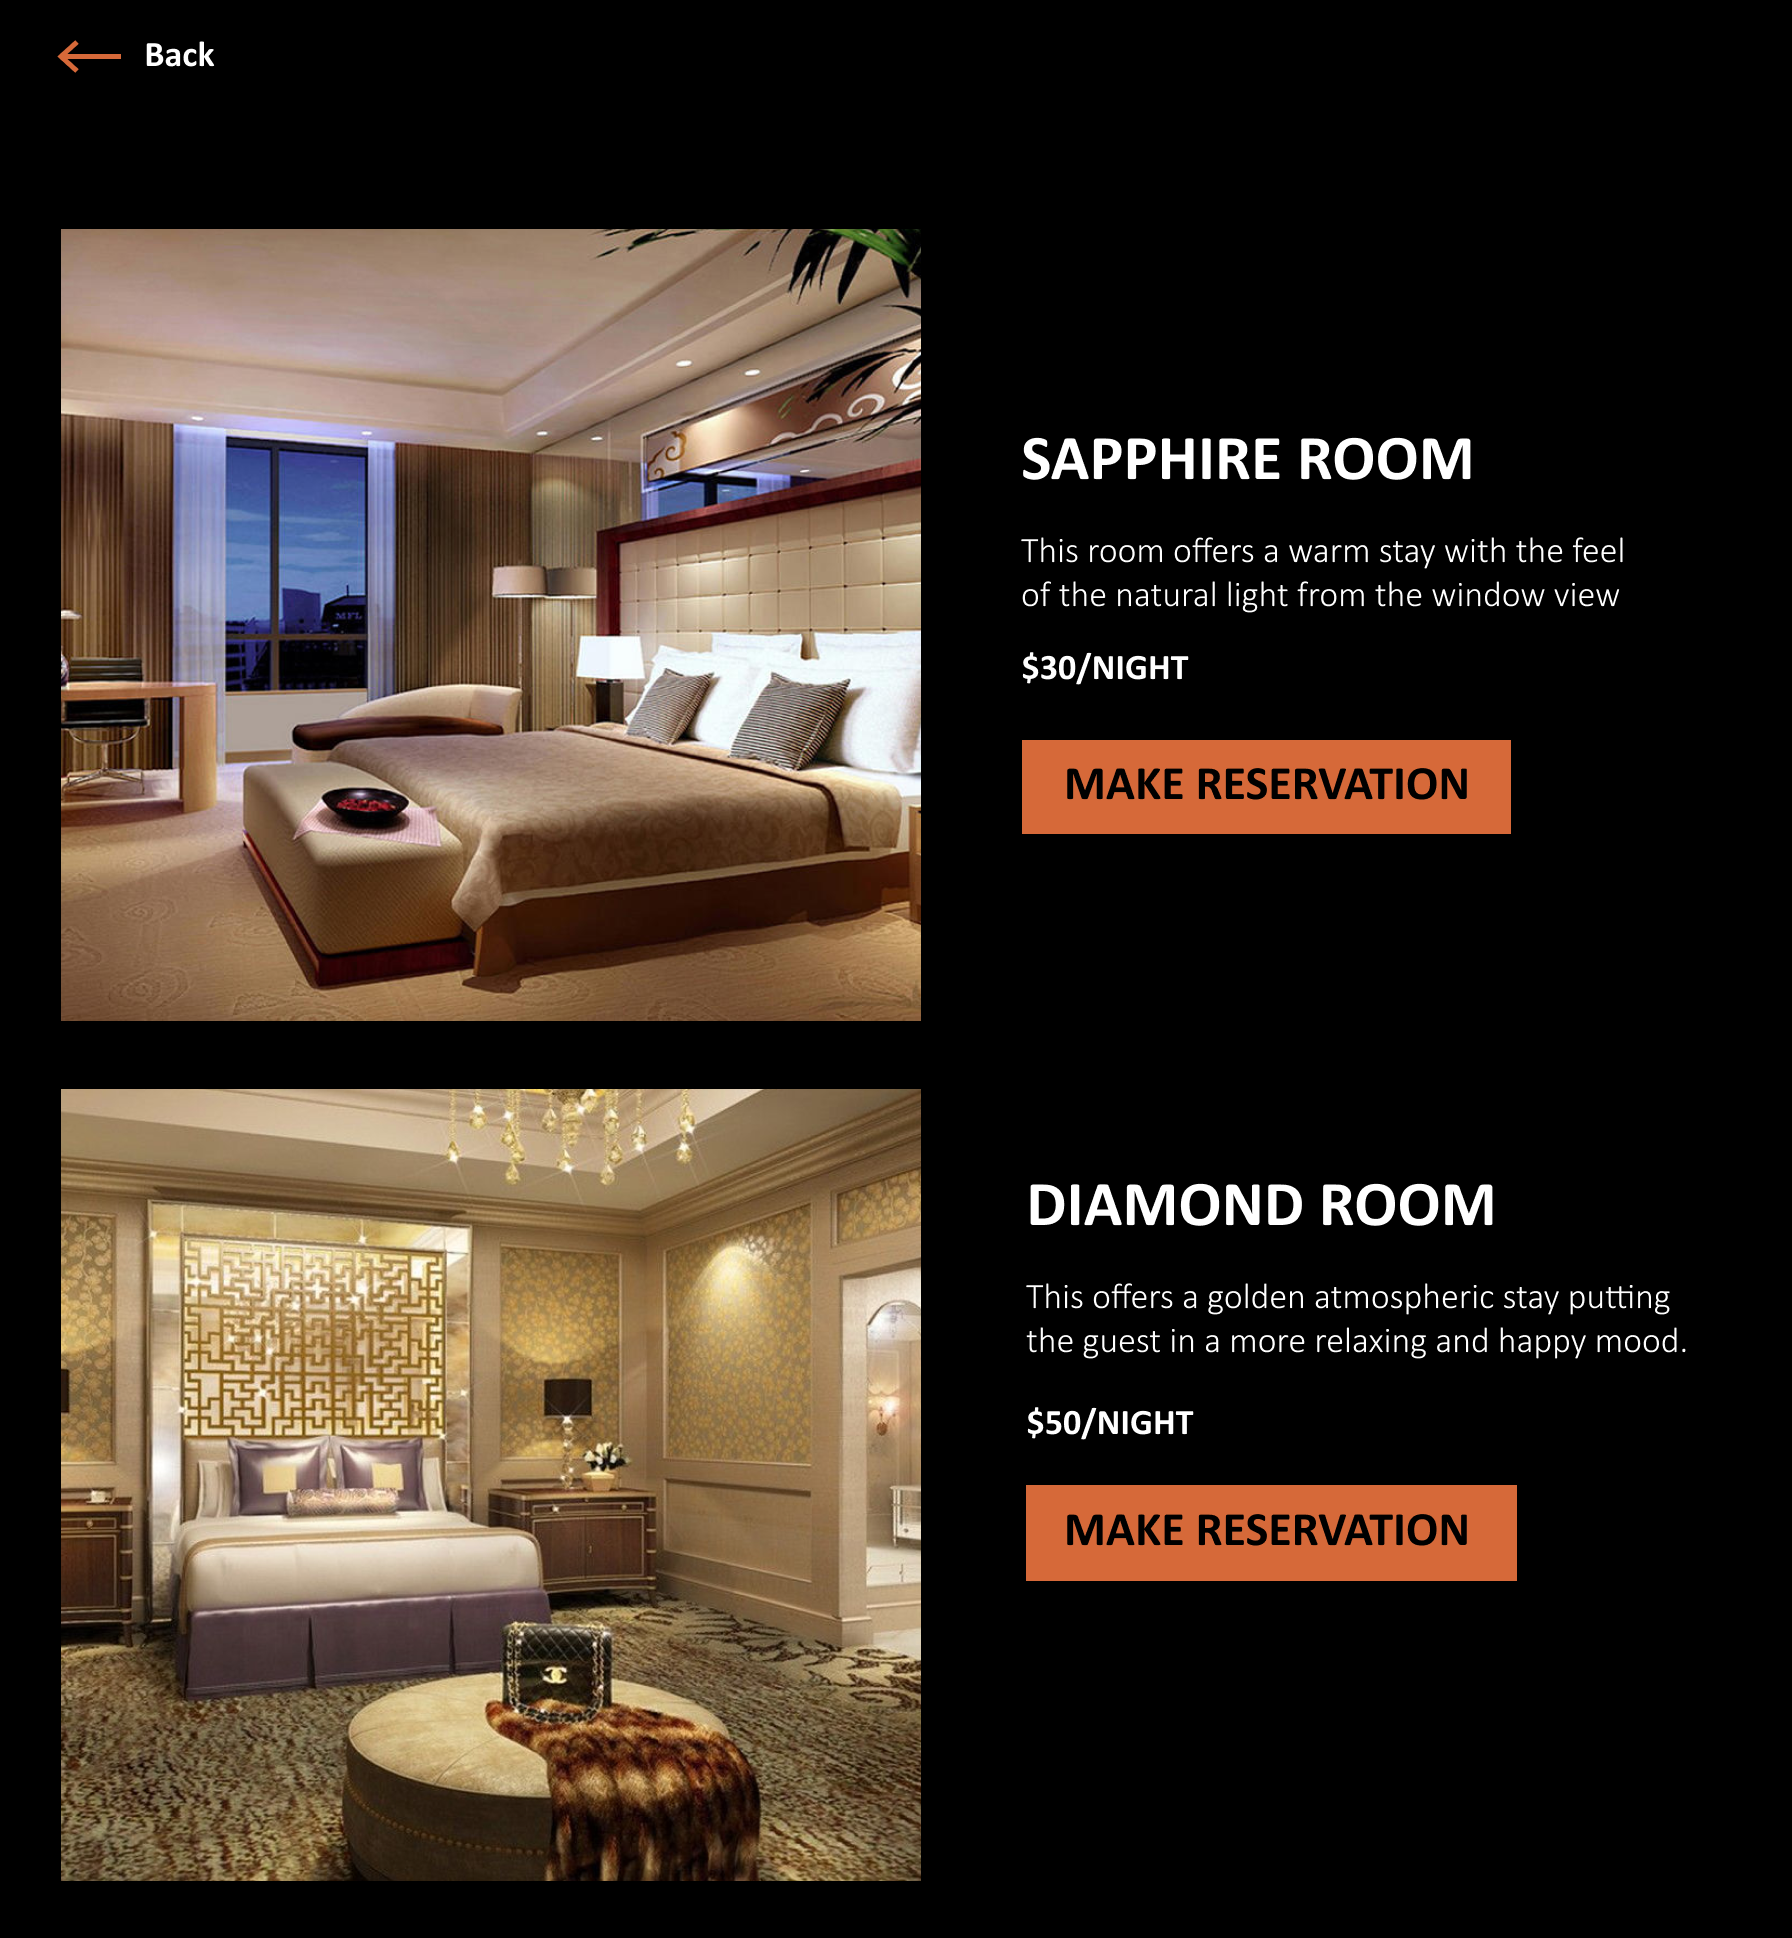 Back
SAPPHIRE ROOM
This room offers a warm stay with the feel
of the natural light from the window view
$30/NIGHT
MAKE RESERVATION
DIAMOND ROOM
This offers a golden atmospheric stay putting
the guest in a more relaxing and happy mood.
$50/NIGHT
MAKE RESERVATION